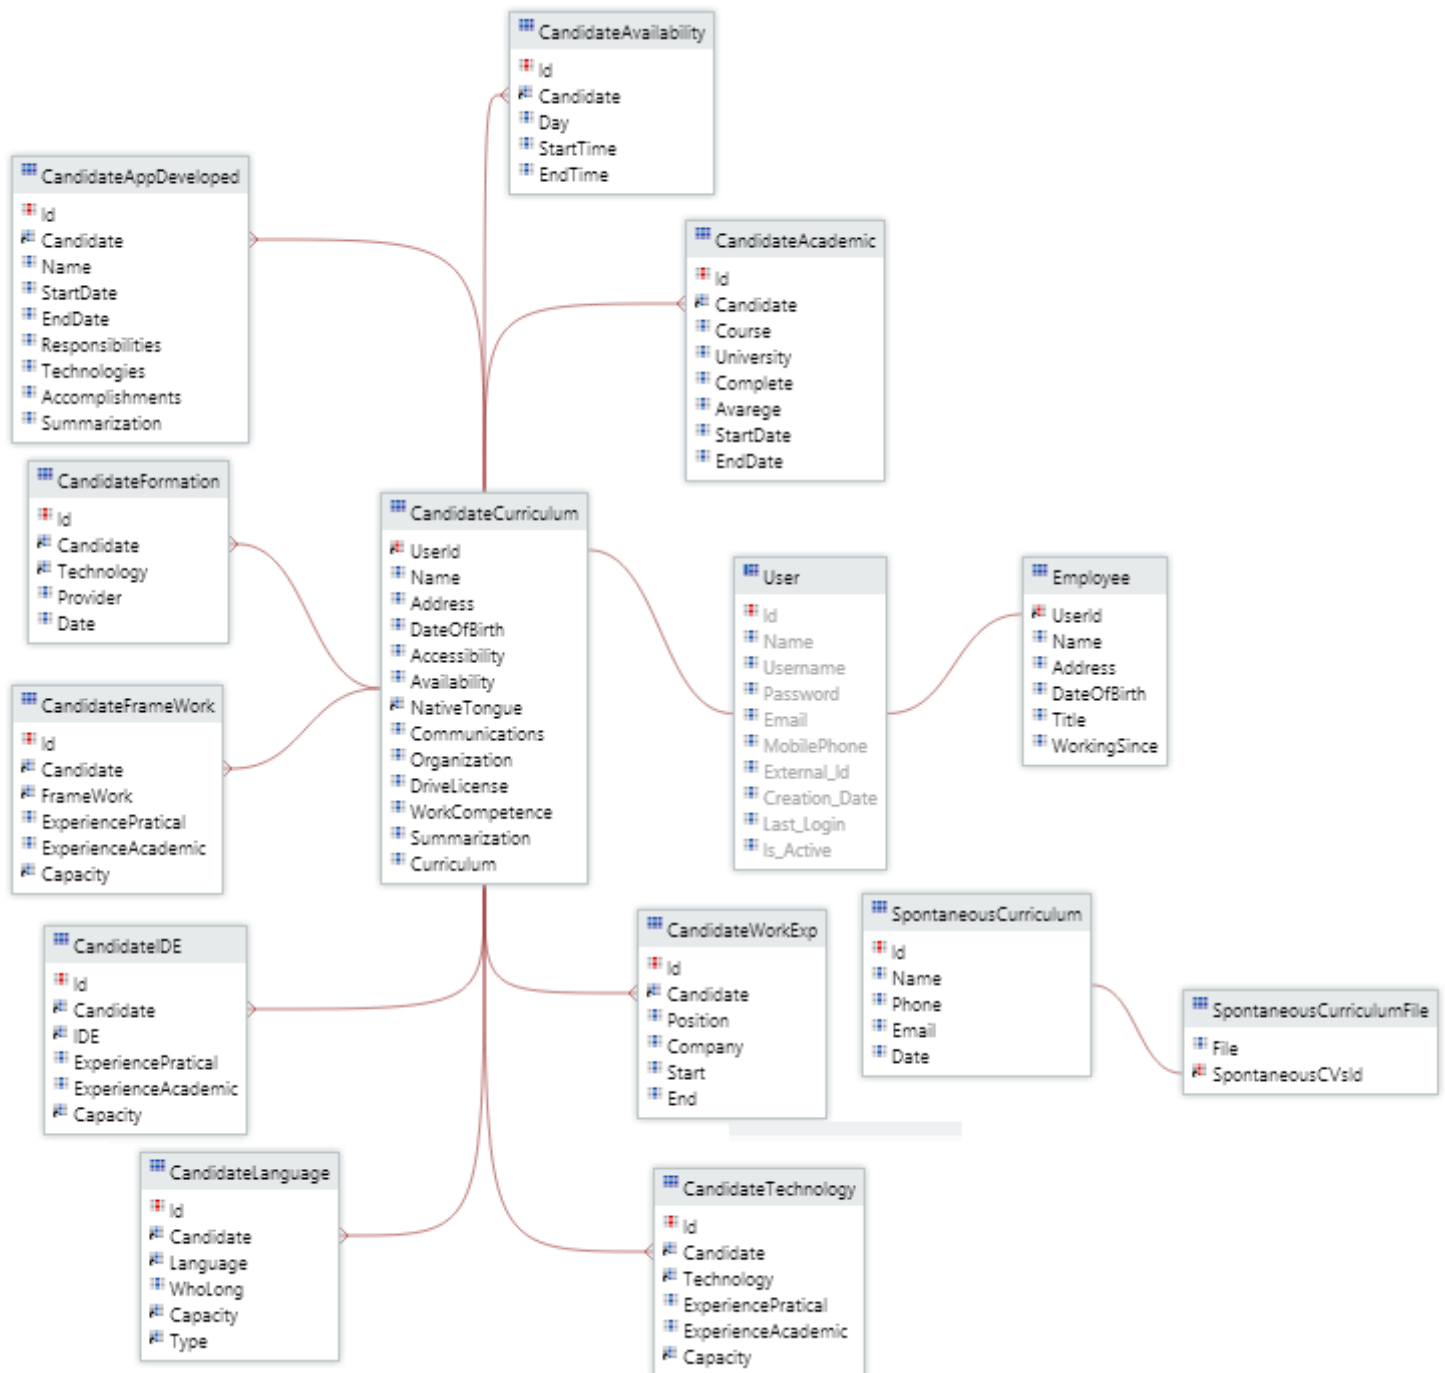 CandidateAvailability
Id
Candidate
Day
StartTime
EndTime
CandidateAppDeveloped
Id
Candidate
Name
StartDate
EndDate
Responsibilities
Technologies
Accomplishments
Summarization
CandidateAcademic
Id
Candidate
Course
University
Complete
Avarege
StartDate
EndDate
CandidateFormation
Id
Candidate
Technology
Provider
Date
CandidateCurriculum
UserId
Name
Address
DateOfBirth
Accessibility
Availability
NativeTongue
Communications
Organization
DriveLicense
WorkCompetence
Summarization
Curriculum
User
Id
Name
Username
Password
Email
MobilePhone
External_Id
Creation_Date
Last_Login
Is_Active
Employee
UserId
Name
Address
DateOfBirth
Title
WorkingSince
CandidateFrameWork
Id
Candidate
FrameWork
ExperiencePratical
ExperienceAcademic
Capacity
CandidateIDE
Id
Candidate
IDE
ExperiencePratical
ExperienceAcademic
Capacity
CandidateWorkExp
Id
Candidate
Position
Company
Start
End
SpontaneousCurriculum
Id
Name
Phone
Email
Date
SpontaneousCurriculumFile
File
SpontaneousCVsId
CandidateLanguage
Id
Candidate
Language
WhoLong
Capacity
Type
CandidateTechnology
Id
Candidate
Technology
ExperiencePratical
ExperienceAcademic
Capacity